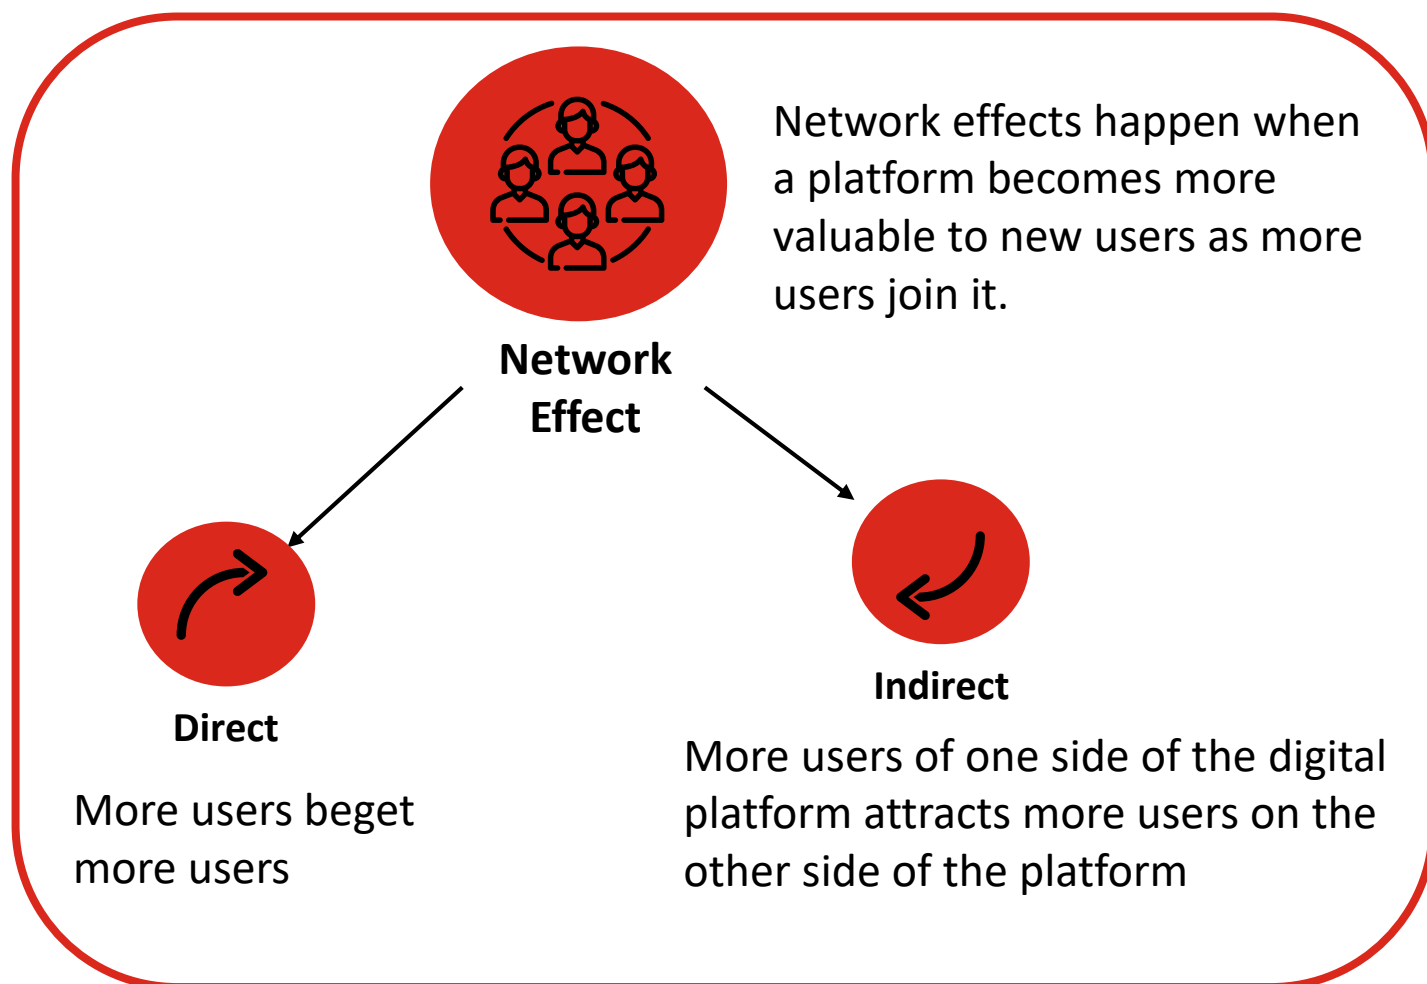 Network effects happen when
a platform becomes more
valuable to new users as more
users join it.
Network
Effect
Direct
More users beget
more users
Indirect
More users of one side of the digital
platform attracts more users on the
other side of the platform